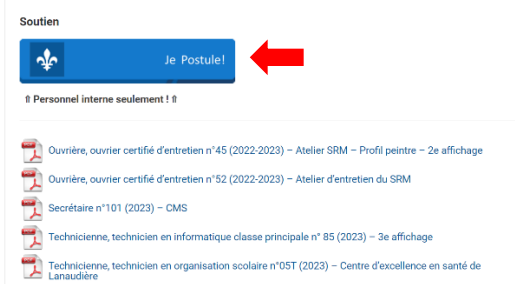 Soutien
Je Postule!
⇑ Personnel interne seulement ! ⇑
Ouvrière, ouvrier certifié d'entretien n°45 (2022-2023) – Atelier SRM – Profil peintre – 2e affichage
Ouvrière, ouvrier certifié d'entretien n°52 (2022-2023) – Atelier d'entretien du SRM
Secrétaire n°101 (2023) – CMS
Technicienne, technicien en informatique classe principale n° 85 (2023) – 3e affichage
Technicienne, technicien en organisation scolaire n°05T (2023) – Centre d'excellence en santé de
Lanaudière